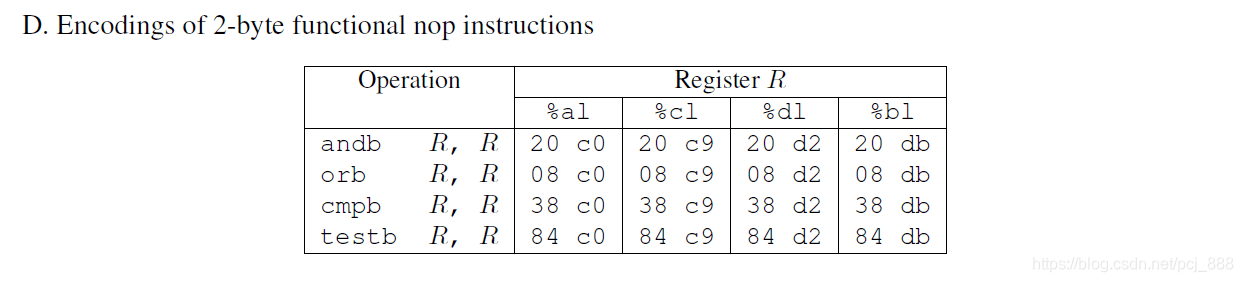 D. Encodings of 2-byte functional nop instructions
Operation Register R
%al %cl %dl %bl
andb R, R 20 c0 20 c9 20 d2 20 db
orb R, R 08 c0 08 c9 08 d2 08 db
cmpb R, R 38 c0 38 c9 38 d2 38 db
testb R, R 84 c0 84 c9 84 d2 84 db
https://blog.csdn.net/pcj_888